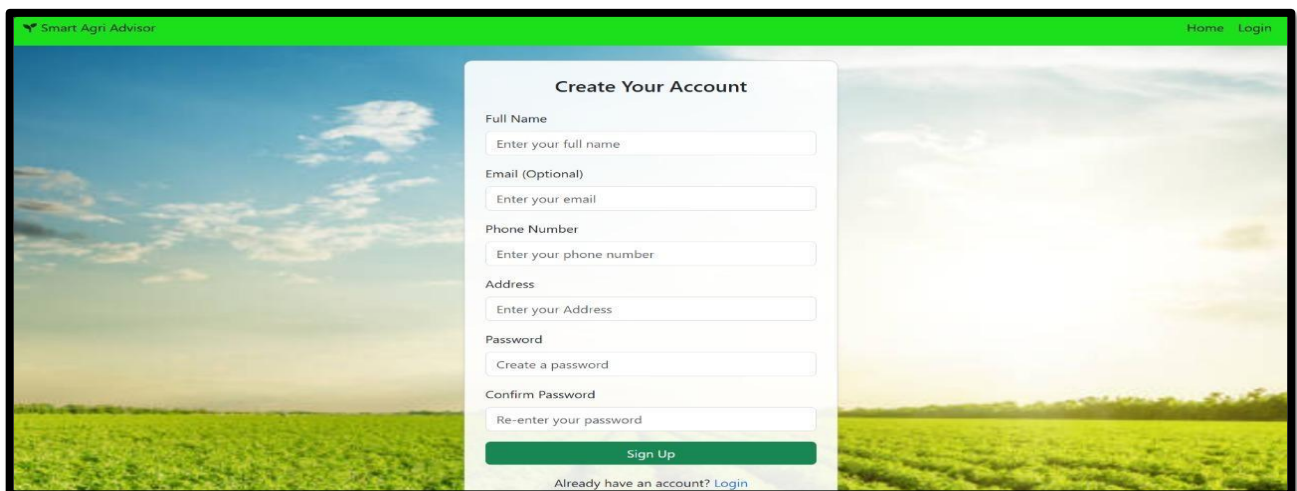 Smart Agri Advisor
Home Login
Create Your Account
Full Name
Enter your full name
Email (Optional)
Enter your email
Phone Number
Enter your phone number
Address
Enter your Address
Password
Create a password
Confirm Password
Re-enter your password
Sign Up
Already have an account? Login